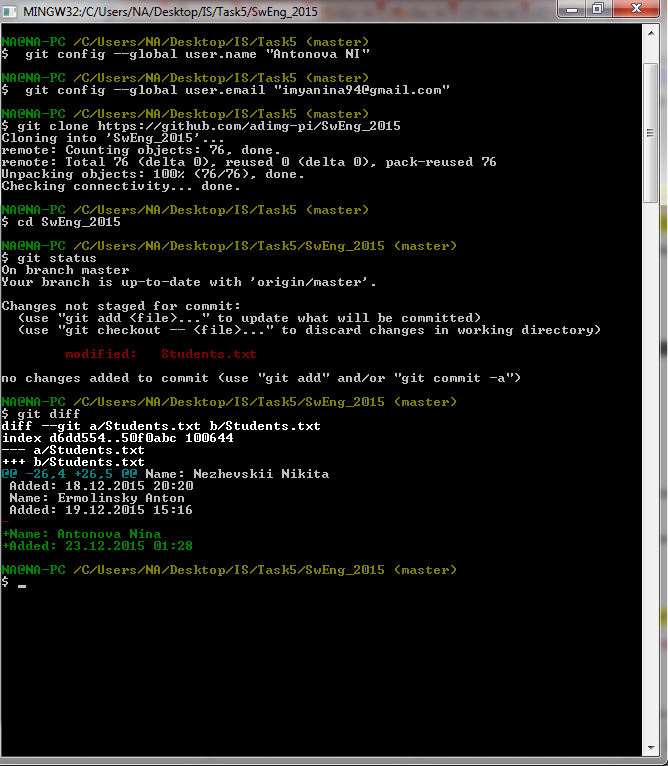 MINGW32:/C/Users/NA/Desktop/IS/Task5/SwEng_2015
NA@NA-PC /C/Users/NA/Desktop/IS/Task5 (master)
$  git config --global user.name "Antonova NI"
NA@NA-PC /C/Users/NA/Desktop/IS/Task5 (master)
$  git config --global user.email "imyanina94@gmail.com"
NA@NA-PC /C/Users/NA/Desktop/IS/Task5 (master)
$ git clone https://github.com/adimg-pi/SwEng_2015
Cloning into 'SwEng_2015'...
remote: Counting objects: 76, done.
remote: Total 76 (delta 0), reused 0 (delta 0), pack-reused 76
Unpacking objects: 100% (76/76), done.
Checking connectivity... done.
NA@NA-PC /C/Users/NA/Desktop/IS/Task5 (master)
$ cd SwEng_2015
NA@NA-PC /C/Users/NA/Desktop/IS/Task5/SwEng_2015 (master)
$ git status
On branch master
Your branch is up-to-date with 'origin/master'.
Changes not staged for commit:
  (use "git add <file>..." to update what will be committed)
  (use "git checkout -- <file>..." to discard changes in working directory)
        modified:   Students.txt
no changes added to commit (use "git add" and/or "git commit -a")
NA@NA-PC /C/Users/NA/Desktop/IS/Task5/SwEng_2015 (master)
$ git diff
diff --git a/Students.txt b/Students.txt
index d6dd554..50f0abc 100644
--- a/Students.txt
+++ b/Students.txt
@@ -26,4 +26,5 @@ Name: Nezhevskii Nikita
 Added: 18.12.2015 20:20
 Name: Ermolinsky Anton
 Added: 19.12.2015 15:16
-
+Name: Antonova Nina
+Added: 23.12.2015 01:28
NA@NA-PC /C/Users/NA/Desktop/IS/Task5/SwEng_2015 (master)
$ _